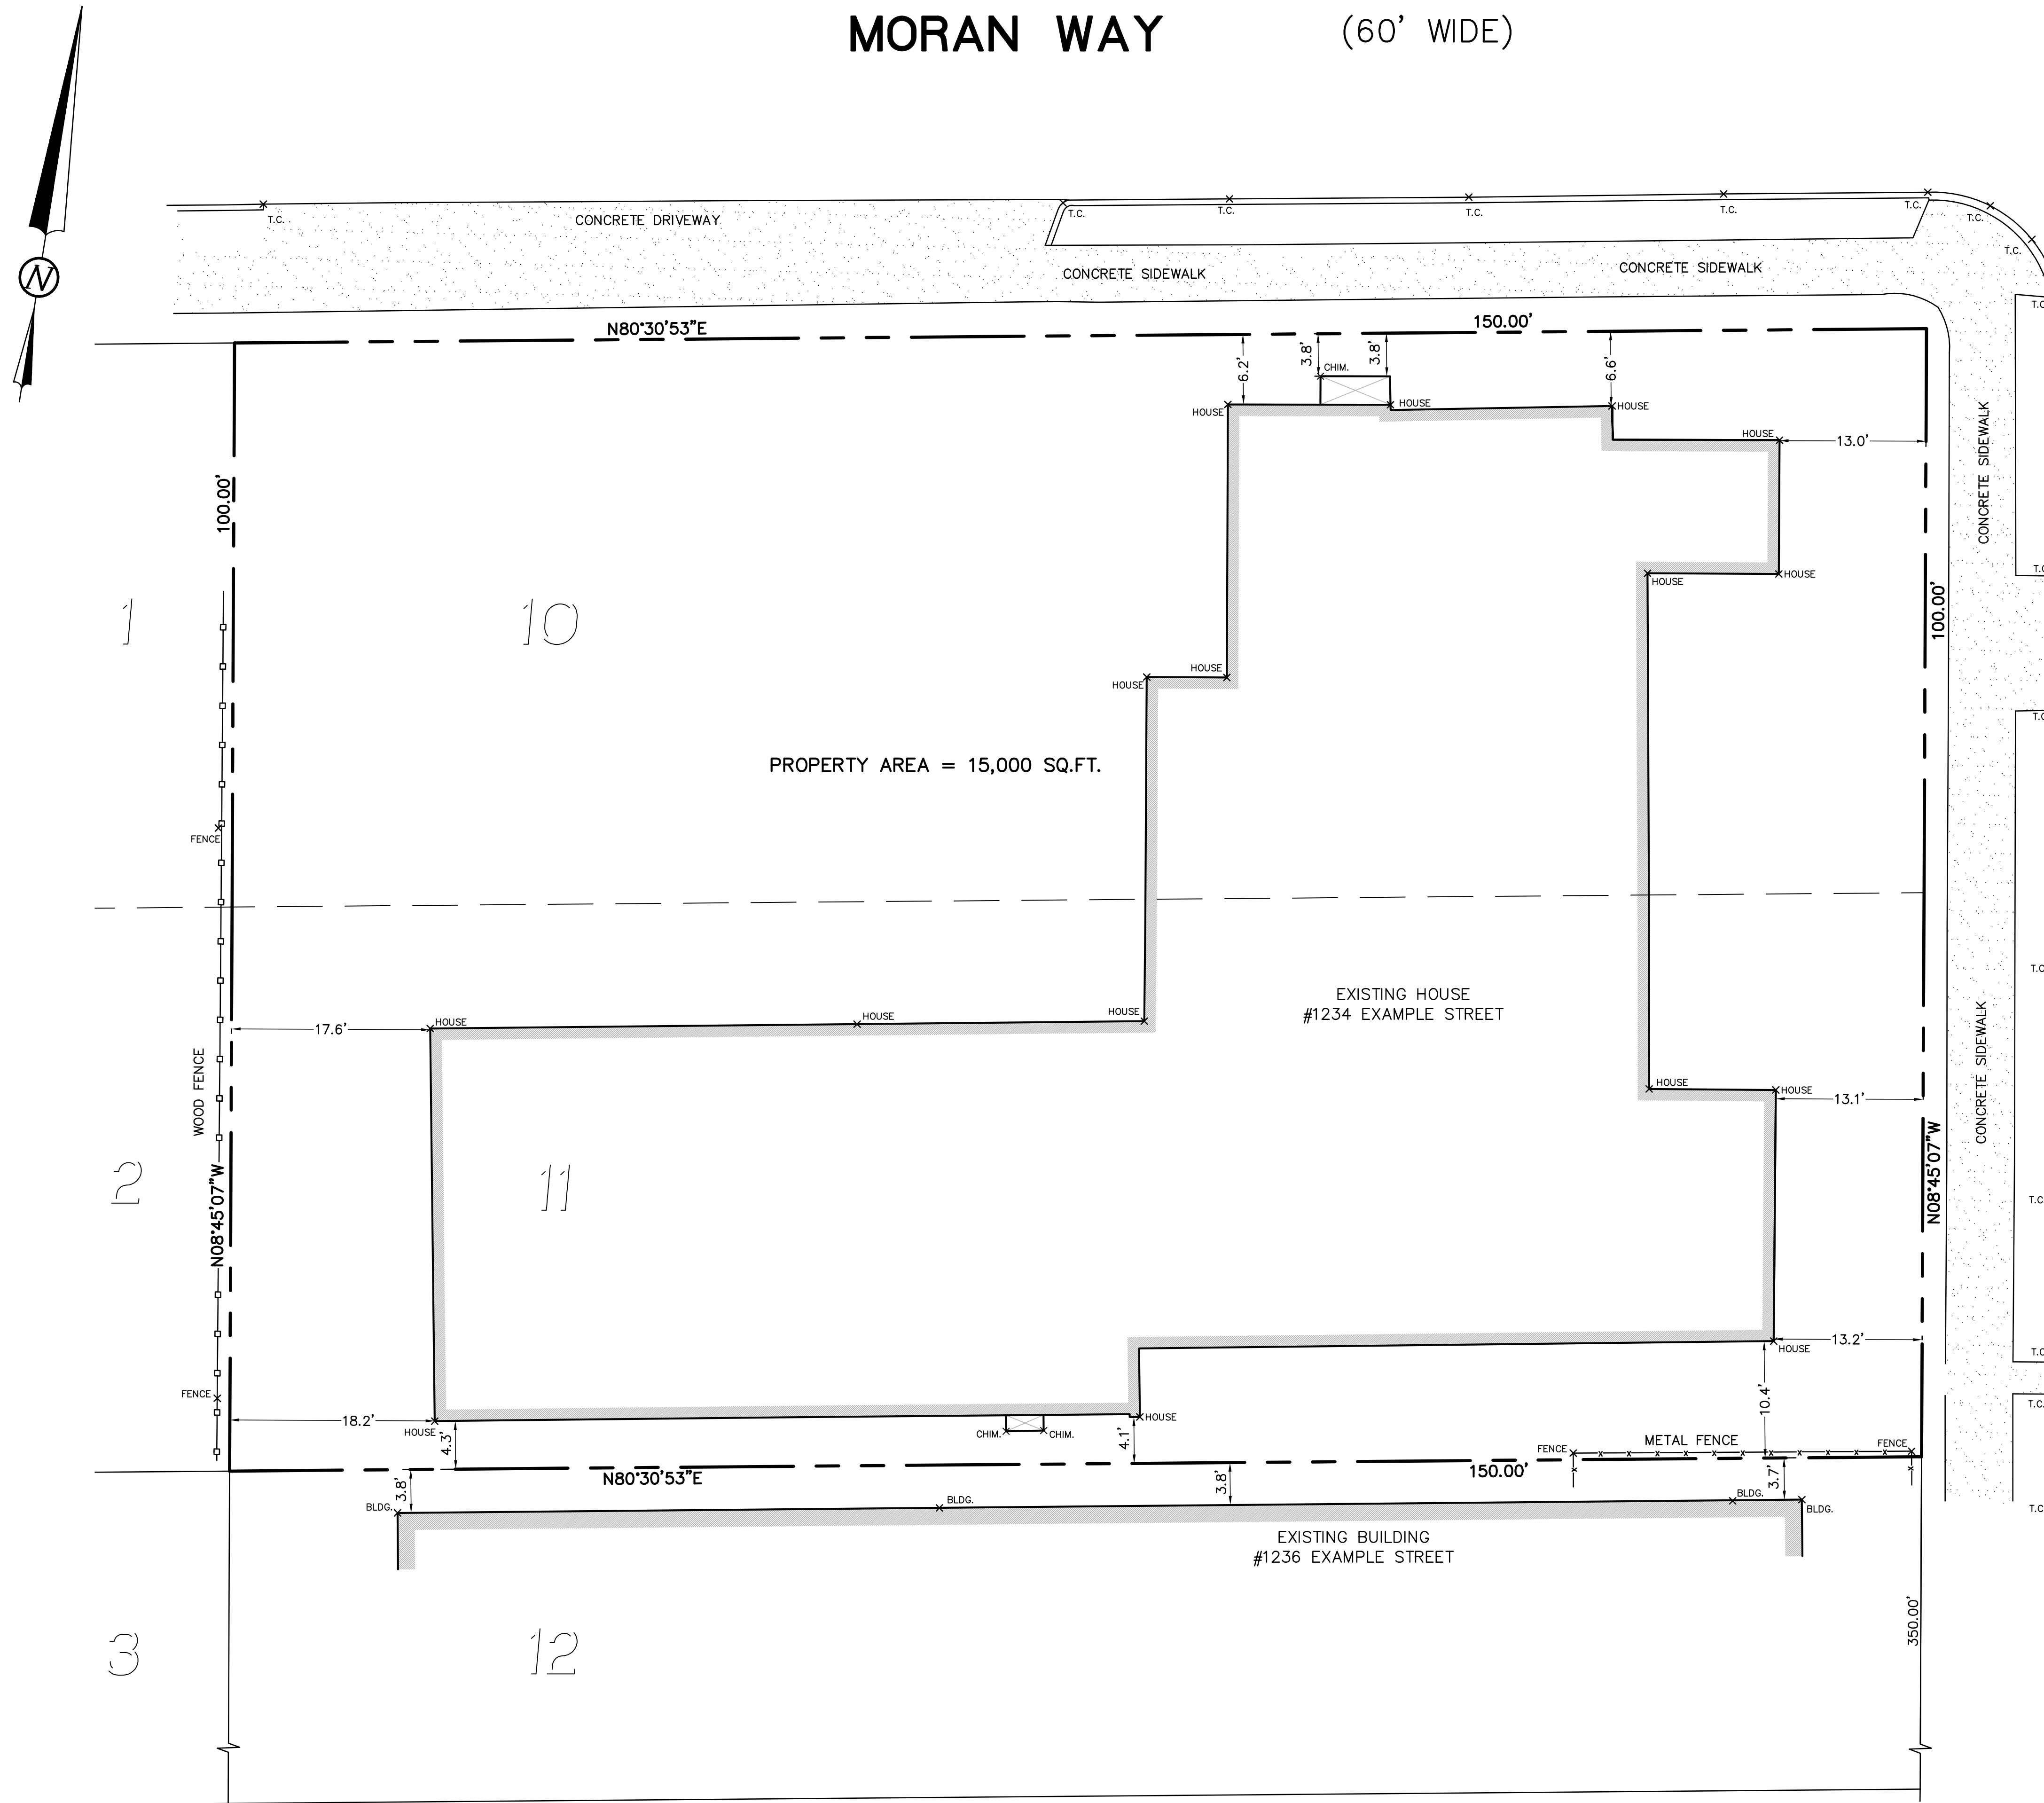 MORAN WAY (60' WIDE)
T.C.
CONCRETE DRIVEWAY
T.C.
T.C.
T.C.
T.C.
T.C.
T.C.
T.C.
N
CONCRETE SIDEWALK
CONCRETE SIDEWALK
N80°30'53"E
150.00'
6.2'
3.8'
CHIM.
3.8'
6.6'
HOUSE
HOUSE
HOUSE
HOUSE
13.0'
CONCRETE SIDEWALK
100.00'
HOUSE
HOUSE
100.00'
1
10
HOUSE
HOUSE
PROPERTY AREA = 15,000 SQ.FT.
FENCE
EXISTING HOUSE
#1234 EXAMPLE STREET
17.6'
HOUSE
HOUSE
HOUSE
WOOD FENCE
CONCRETE SIDEWALK
HOUSE
HOUSE
13.1'
2
11
N08°45'07"W
N08°45'07"W
13.2'
HOUSE
FENCE
18.2'
HOUSE
4.3'
CHIM.
CHIM.
4.1'
HOUSE
10.4'
METAL FENCE
FENCE
FENCE
T.C.
N80°30'53"E
150.00'
3.8'
3.8'
3.7'
BLDG.
BLDG.
BLDG.
BLDG.
EXISTING BUILDING
#1236 EXAMPLE STREET
350.00'
3
12